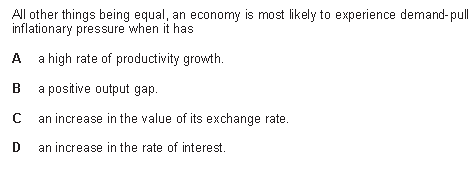 All other things being equal, an economy is most likely to experience demand-pull
inflationary pressure when it has
A a high rate of productivity growth.
B a positive output gap.
C an increase in the value of its exchange rate.
D an increase in the rate of interest.